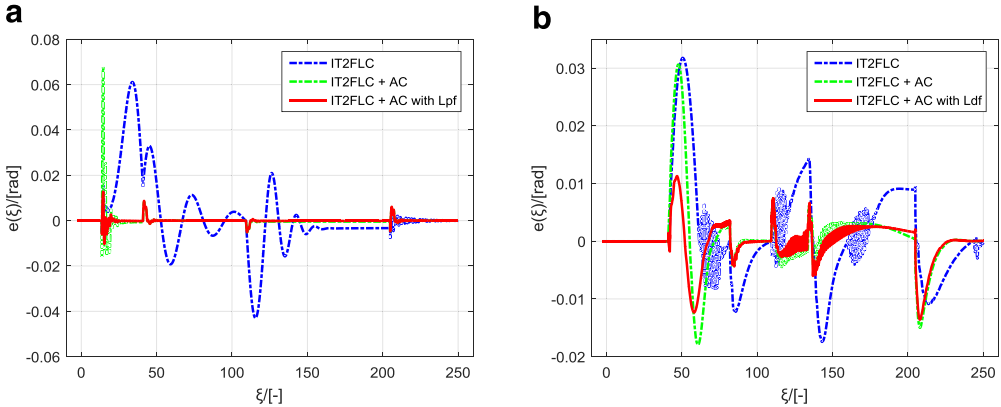 a
0.08
0.06
0.04
0.02
0
-0.02
-0.04
-0.06
e(ξ)/[rad]
0
50
100
150
200
250
ξ/[-]
IT2FLC
IT2FLC + AC
IT2FLC + AC with Lpf
b
0.03
0.02
0.01
0
-0.01
-0.02
e(ξ)/[rad]
0
50
100
150
200
250
ξ/[-]
IT2FLC
IT2FLC + AC
IT2FLC + AC with Ldf